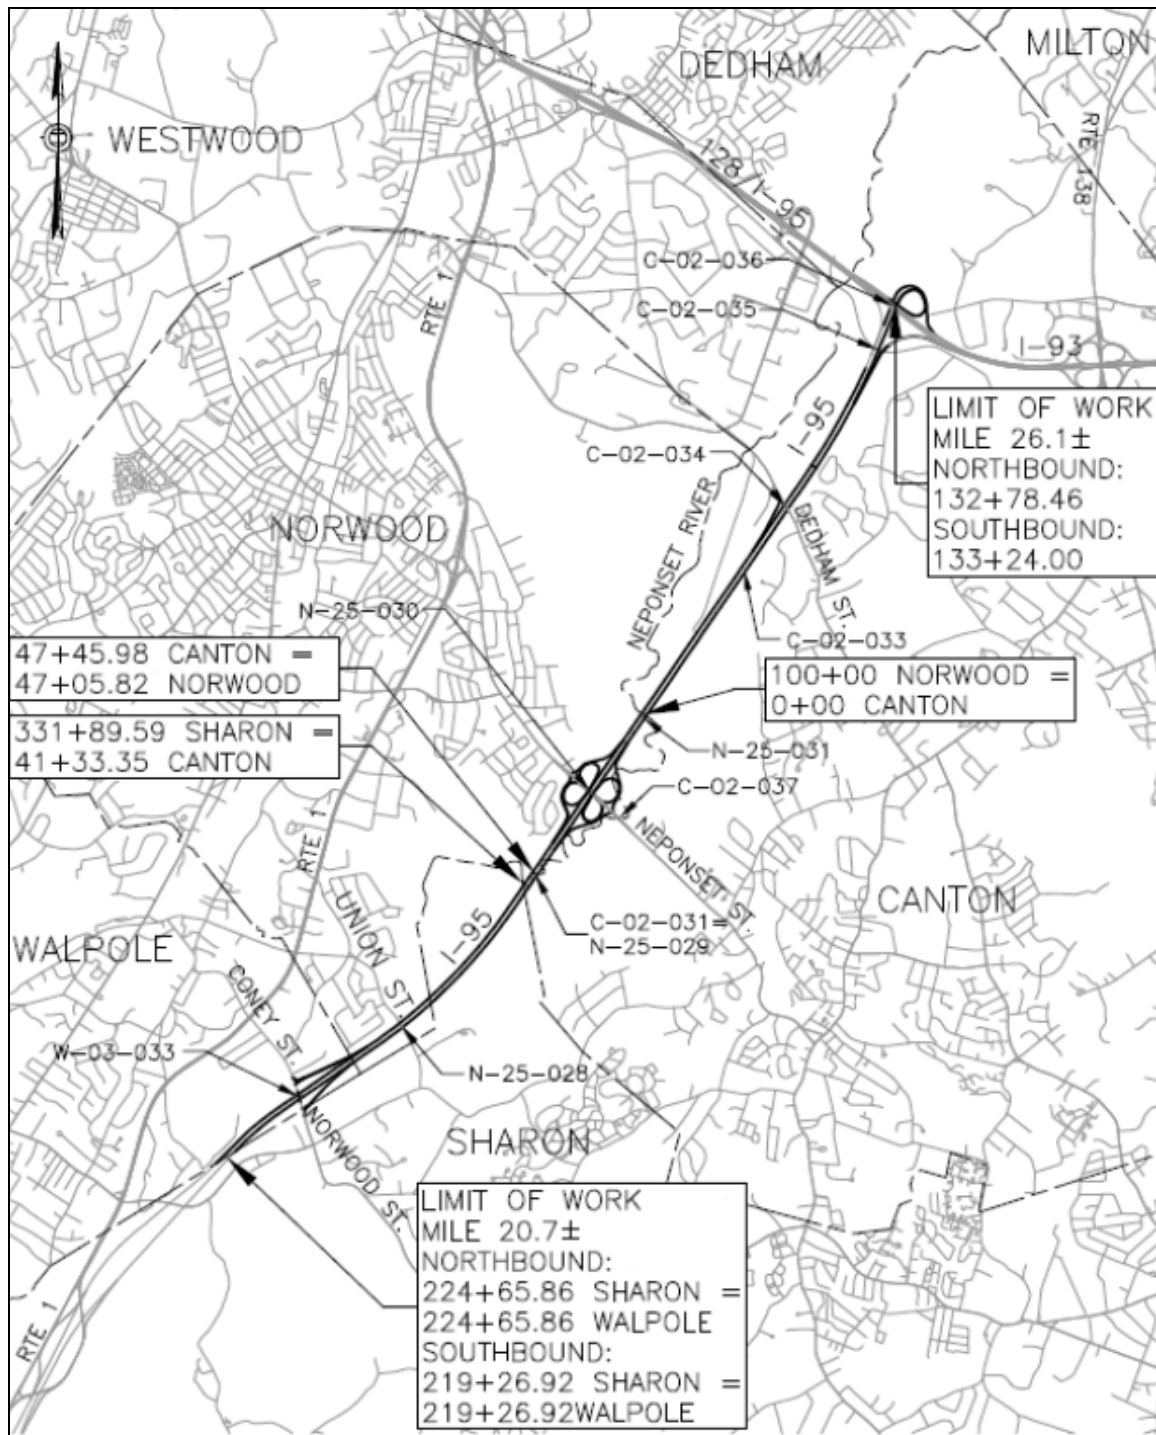 MILTON
DEDHAM
WESTWOOD
128/I-95
RTE 138
C-02-036
C-02-035
RTE 1
I-93
I-95
LIMIT OF WORK
MILE 26.1±
NORTHBOUND:
132+78.46
SOUTHBOUND:
133+24.00
C-02-034
NEPONSET RIVER
DEDHAM ST.
NORWOOD
N-25-030
C-02-033
47+45.98 CANTON =
47+05.82 NORWOOD
100+00 NORWOOD =
0+00 CANTON
331+89.59 SHARON =
41+33.35 CANTON
N-25-031
C-02-037
RTE 1
NEPONSET ST.
UNION ST.
CANTON
C-02-031=
N-25-029
I-95
WALPOLE
CONEY ST.
W-03-033
N-25-028
NORWOOD ST.
SHARON
LIMIT OF WORK
MILE 20.7±
NORTHBOUND:
224+65.86 SHARON =
224+65.86 WALPOLE
SOUTHBOUND:
219+26.92 SHARON =
219+26.92WALPOLE
RTE 1